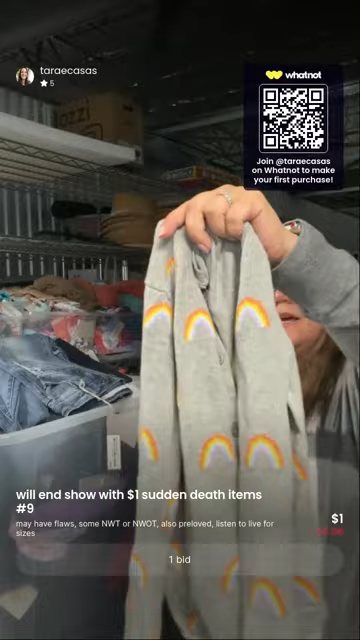 taraecasas
★ 5
whatnot
Join @taraecasas
on Whatnot to make
your first purchase!
will end show with $1 sudden death items
#9
may have flaws, some NWT or NWOT, also preloved, listen to live for
sizes
$1
1 bid